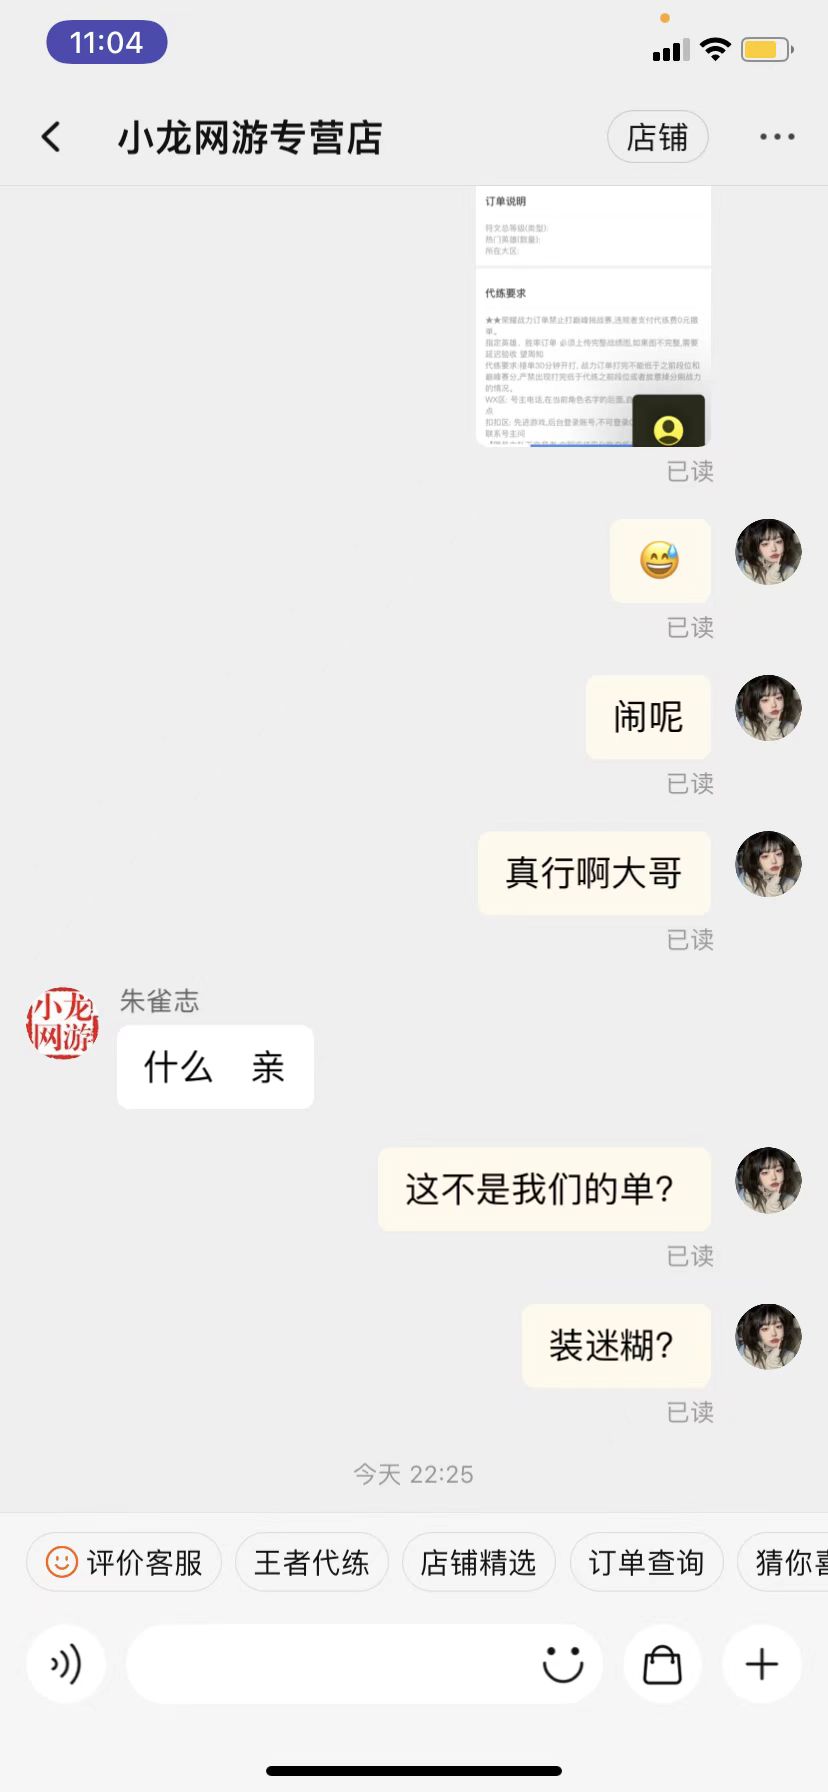 11:04
小龙网游专营店
店铺
订单说明
符文总等级(类型):
热门英雄(数量):
所在大区:
代练要求
★★荣耀战力订单禁止打巅峰挑战赛,违规者支付代练费0元撤
单。
指定英雄、胜率订单 必须上传完整战绩图,如果图不完整,需要
延迟验收 望周知
代练要求:接单30分钟开打, 战力订单打完不能低于之前段位和
巅峰赛分,严禁出现打完低于代练之前段位或者故意掉分刷战力
的情况。
WX区: 号主电话,在当前角色名字的后面,
点
扣扣区: 先进游戏,后台登录账号,不可登录
联系号主问
已读
😅
已读
闹呢
已读
真行啊大哥
已读
小龙
网游
朱雀志
什么 亲
这不是我们的单?
已读
装迷糊?
已读
今天 22:25
评价客服
王者代练
店铺精选
订单查询
猜你